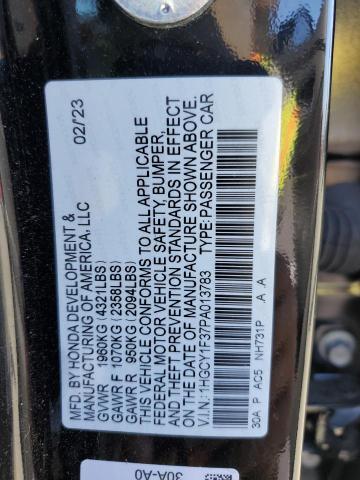 MFD. BY HONDA DEVELOPMENT & 02/23
MANUFACTURING OF AMERICA, LLC
GVWR 1960KG (4321LBS)
GAWR F 1070KG (2358LBS)
GAWR R 950KG (2094LBS)
THIS VEHICLE CONFORMS TO ALL APPLICABLE
FEDERAL MOTOR VEHICLE SAFETY, BUMPER,
AND THEFT PREVENTION STANDARDS IN EFFECT
ON THE DATE OF MANUFACTURE SHOWN ABOVE.
V.I.N.: 1HGCY1F37PA013783 TYPE: PASSENGER CAR
30A P AC5 NH731P A A
30A-A0